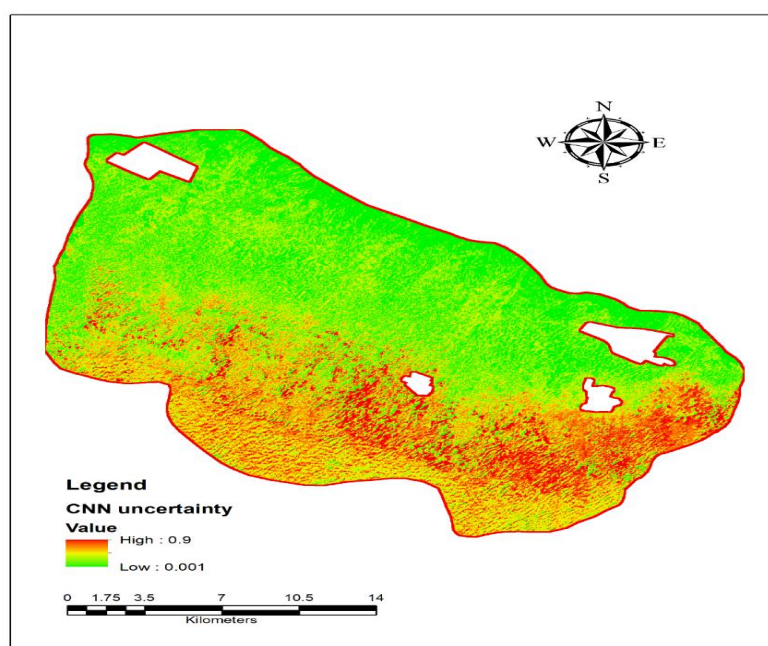 N
W E
S
Legend
CNN uncertainty
Value
High : 0.9
Low : 0.001
0 1.75 3.5 7 10.5 14
Kilometers